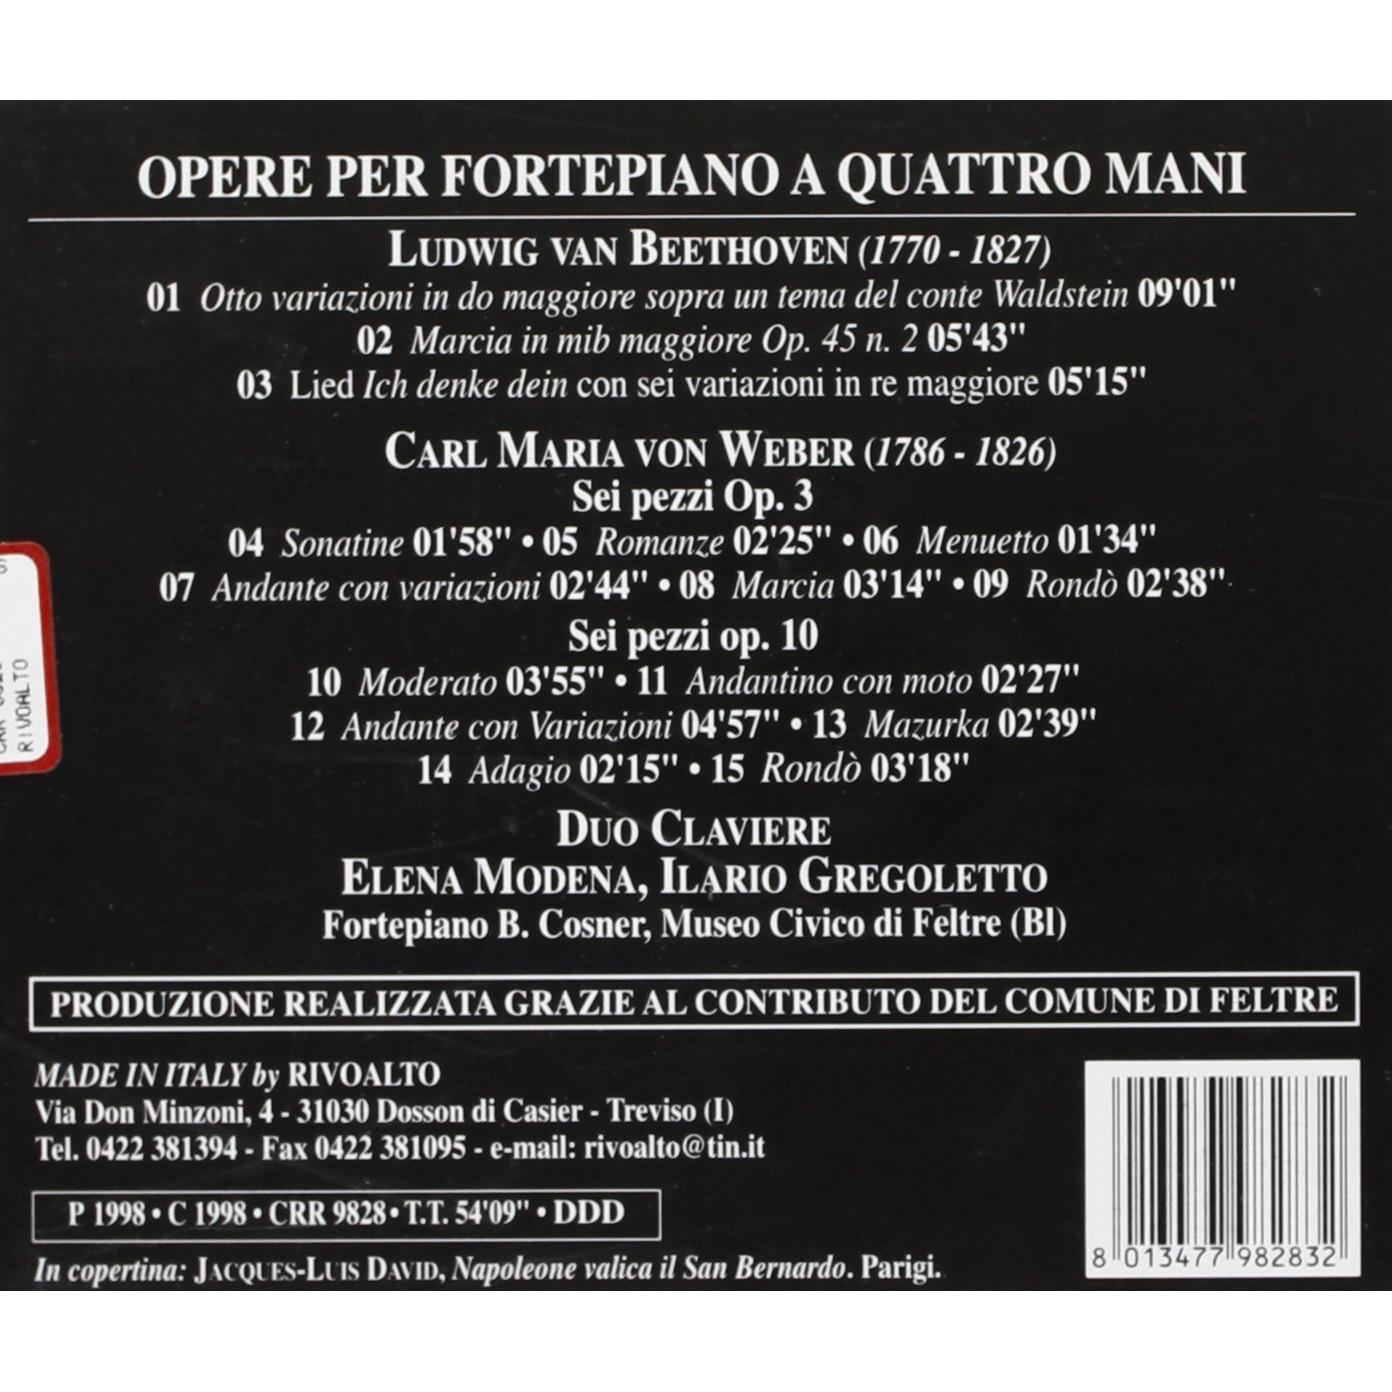 OPERE PER FORTEPIANO A QUATTRO MANI
LUDWIG VAN BEETHOVEN (1770 - 1827)
01 Otto variazioni in do maggiore sopra un tema del conte Waldstein 09'01"
02 Marcia in mib maggiore Op. 45 n. 2 05'43"
03 Lied Ich denke dein con sei variazioni in re maggiore 05'15"
CARL MARIA VON WEBER (1786 - 1826)
Sei pezzi Op. 3
04 Sonatine 01'58" • 05 Romanze 02'25" • 06 Menuetto 01'34"
07 Andante con variazioni 02'44" • 08 Marcia 03'14" • 09 Rondò 02'38"
Sei pezzi op. 10
10 Moderato 03'55" • 11 Andantino con moto 02'27"
12 Andante con Variazioni 04'57" • 13 Mazurka 02'39"
14 Adagio 02'15" • 15 Rondò 03'18"
DUO CLAVIERE
ELENA MODENA, ILARIO GREGOLETTO
Fortepiano B. Cosner, Museo Civico di Feltre (Bl)
PRODUZIONE REALIZZATA GRAZIE AL CONTRIBUTO DEL COMUNE DI FELTRE
MADE IN ITALY by RIVOALTO
Via Don Minzoni, 4 - 31030 Dosson di Casier - Treviso (I)
Tel. 0422 381394 - Fax 0422 381095 - e-mail: rivoalto@tin.it
P 1998 • C 1998 • CRR 9828 • T.T. 54'09" • DDD
In copertina: JACQUES-LUIS DAVID, Napoleone valica il San Bernardo. Parigi.
8 013477 982832
RIVOALTO